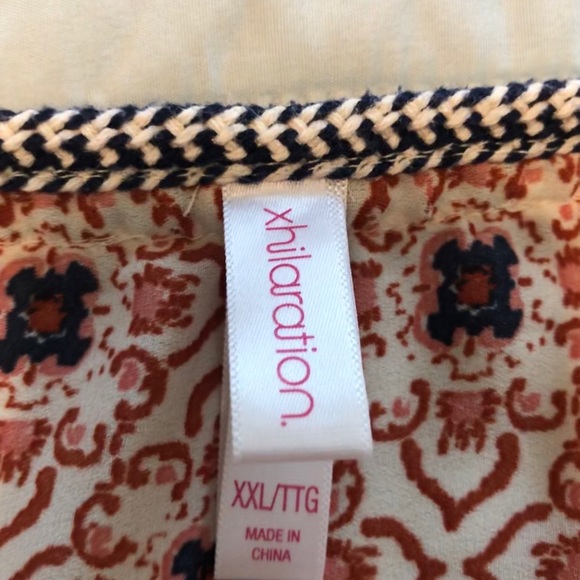 xhilaration.
XXL/TTG
MADE IN
CHINA